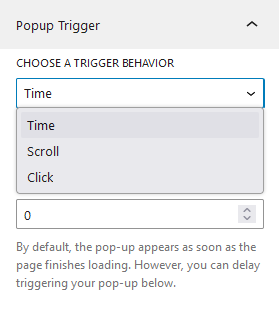 Popup Trigger
CHOOSE A TRIGGER BEHAVIOR
Time
Time
Scroll
Click
0
By default, the pop-up appears as soon as the
page finishes loading. However, you can delay
triggering your pop-up below.